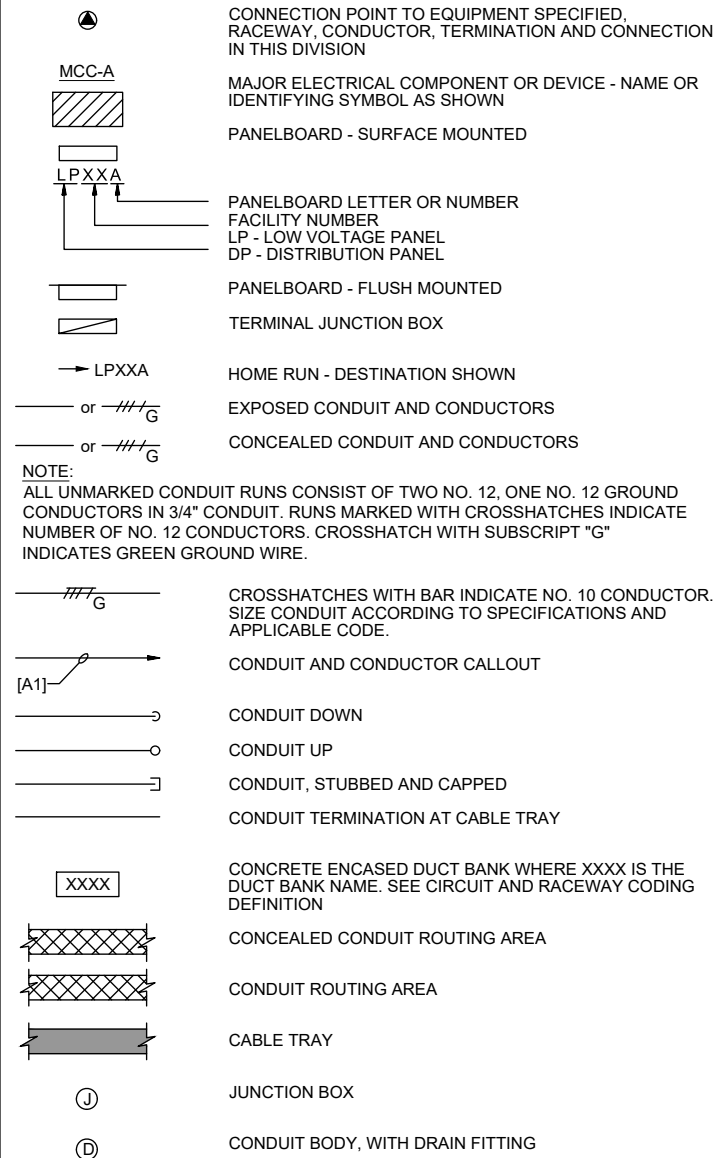 CONNECTION POINT TO EQUIPMENT SPECIFIED,
RACEWAY, CONDUCTOR, TERMINATION AND CONNECTION
IN THIS DIVISION
MCC-A
MAJOR ELECTRICAL COMPONENT OR DEVICE - NAME OR
IDENTIFYING SYMBOL AS SHOWN
PANELBOARD - SURFACE MOUNTED
LPXXA
PANELBOARD LETTER OR NUMBER
FACILITY NUMBER
LP - LOW VOLTAGE PANEL
DP - DISTRIBUTION PANEL
PANELBOARD - FLUSH MOUNTED
TERMINAL JUNCTION BOX
LPXXA
HOME RUN - DESTINATION SHOWN
or G
EXPOSED CONDUIT AND CONDUCTORS
or G
CONCEALED CONDUIT AND CONDUCTORS
NOTE:
ALL UNMARKED CONDUIT RUNS CONSIST OF TWO NO. 12, ONE NO. 12 GROUND
CONDUCTORS IN 3/4" CONDUIT. RUNS MARKED WITH CROSSHATCHES INDICATE
NUMBER OF NO. 12 CONDUCTORS. CROSSHATCH WITH SUBSCRIPT "G"
INDICATES GREEN GROUND WIRE.
G
CROSSHATCHES WITH BAR INDICATE NO. 10 CONDUCTOR.
SIZE CONDUIT ACCORDING TO SPECIFICATIONS AND
APPLICABLE CODE.
[A1]
CONDUIT AND CONDUCTOR CALLOUT
CONDUIT DOWN
CONDUIT UP
CONDUIT, STUBBED AND CAPPED
CONDUIT TERMINATION AT CABLE TRAY
XXXX
CONCRETE ENCASED DUCT BANK WHERE XXXX IS THE
DUCT BANK NAME. SEE CIRCUIT AND RACEWAY CODING
DEFINITION
CONCEALED CONDUIT ROUTING AREA
CONDUIT ROUTING AREA
CABLE TRAY
J
JUNCTION BOX
D
CONDUIT BODY, WITH DRAIN FITTING